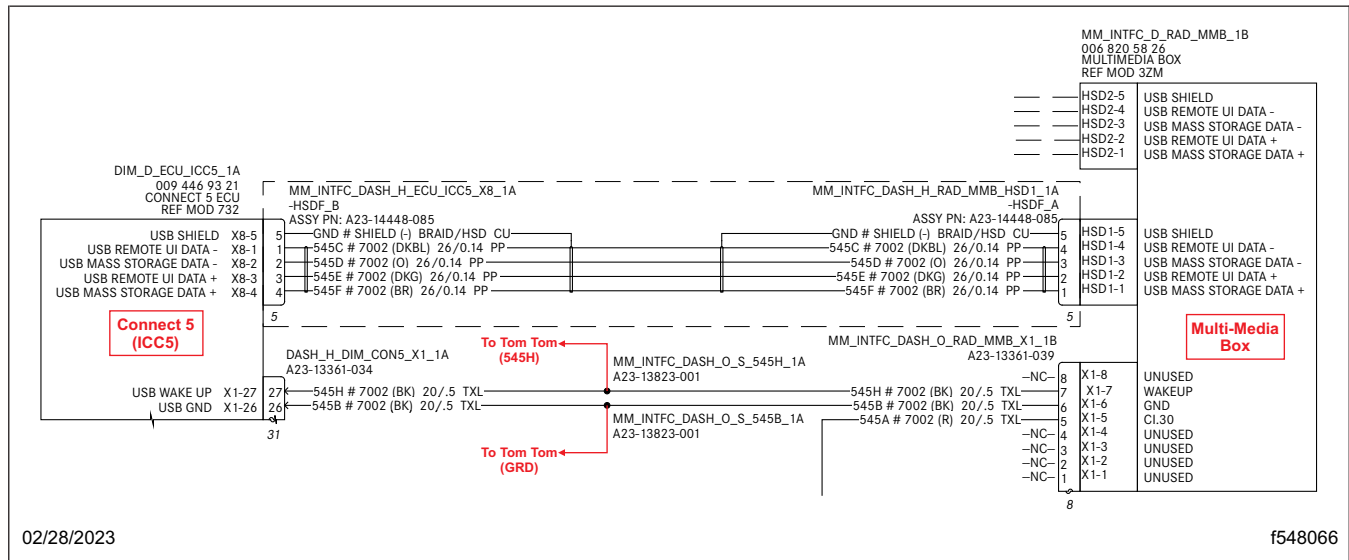 MM_INTFC_D_RAD_MMB_1B
006 820 58 26
MULTIMEDIA BOX
REF MOD 3ZM
HSD2-5 USB SHIELD
HSD2-4 USB REMOTE UI DATA -
HSD2-3 USB MASS STORAGE DATA -
HSD2-2 USB REMOTE UI DATA +
HSD2-1 USB MASS STORAGE DATA +
DIM_D_ECU_ICC5_1A
009 446 93 21
CONNECT 5 ECU
REF MOD 732
MM_INTFC_DASH_H_ECU_ICC5_X8_1A
-HSDF_B
ASSY PN: A23-14448-085
MM_INTFC_DASH_H_RAD_MMB_HSD1_1A
-HSDF_A
ASSY PN: A23-14448-085
USB SHIELD X8-5 5 GND # SHIELD (-) BRAID/HSD CU GND # SHIELD (-) BRAID/HSD CU 5 HSD1-5 USB SHIELD
USB REMOTE UI DATA - X8-1 1 545C # 7002 (DKBL) 26/0.14 PP 545C # 7002 (DKBL) 26/0.14 PP 4 HSD1-4 USB REMOTE UI DATA -
USB MASS STORAGE DATA - X8-2 2 545D # 7002 (O) 26/0.14 PP 545D # 7002 (O) 26/0.14 PP 3 HSD1-3 USB MASS STORAGE DATA -
USB REMOTE UI DATA + X8-3 3 545E # 7002 (DKG) 26/0.14 PP 545E # 7002 (DKG) 26/0.14 PP 2 HSD1-2 USB REMOTE UI DATA +
USB MASS STORAGE DATA + X8-4 4 545F # 7002 (BR) 26/0.14 PP 545F # 7002 (BR) 26/0.14 PP 1 HSD1-1 USB MASS STORAGE DATA +
5 5
Connect 5
(ICC5)
Multi-Media
Box
To Tom Tom
(545H)
DASH_H_DIM_CON5_X1_1A
A23-13361-034
MM_INTFC_DASH_O_S_545H_1A
A23-13823-001
MM_INTFC_DASH_O_RAD_MMB_X1_1B
A23-13361-039
-NC- 8 X1-8 UNUSED
USB WAKE UP X1-27 27 545H # 7002 (BK) 20/.5 TXL 545H # 7002 (BK) 20/.5 TXL 7 X1-7 WAKEUP
USB GND X1-26 26 545B # 7002 (BK) 20/.5 TXL 545B # 7002 (BK) 20/.5 TXL 6 X1-6 GND
545A # 7002 (R) 20/.5 TXL 5 X1-5 CI.30
31
MM_INTFC_DASH_O_S_545B_1A
A23-13823-001
To Tom Tom
(GRD)
-NC- 4 X1-4 UNUSED
-NC- 3 X1-3 UNUSED
-NC- 2 X1-2 UNUSED
-NC- 1 X1-1 UNUSED
8
02/28/2023
f548066